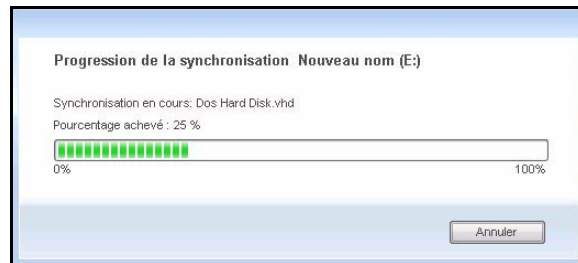 Progression de la synchronisation Nouveau nom (E:)
Synchronisation en cours: Dos Hard Disk.vhd
Pourcentage achevé : 25 %
0% 100%
Annuler